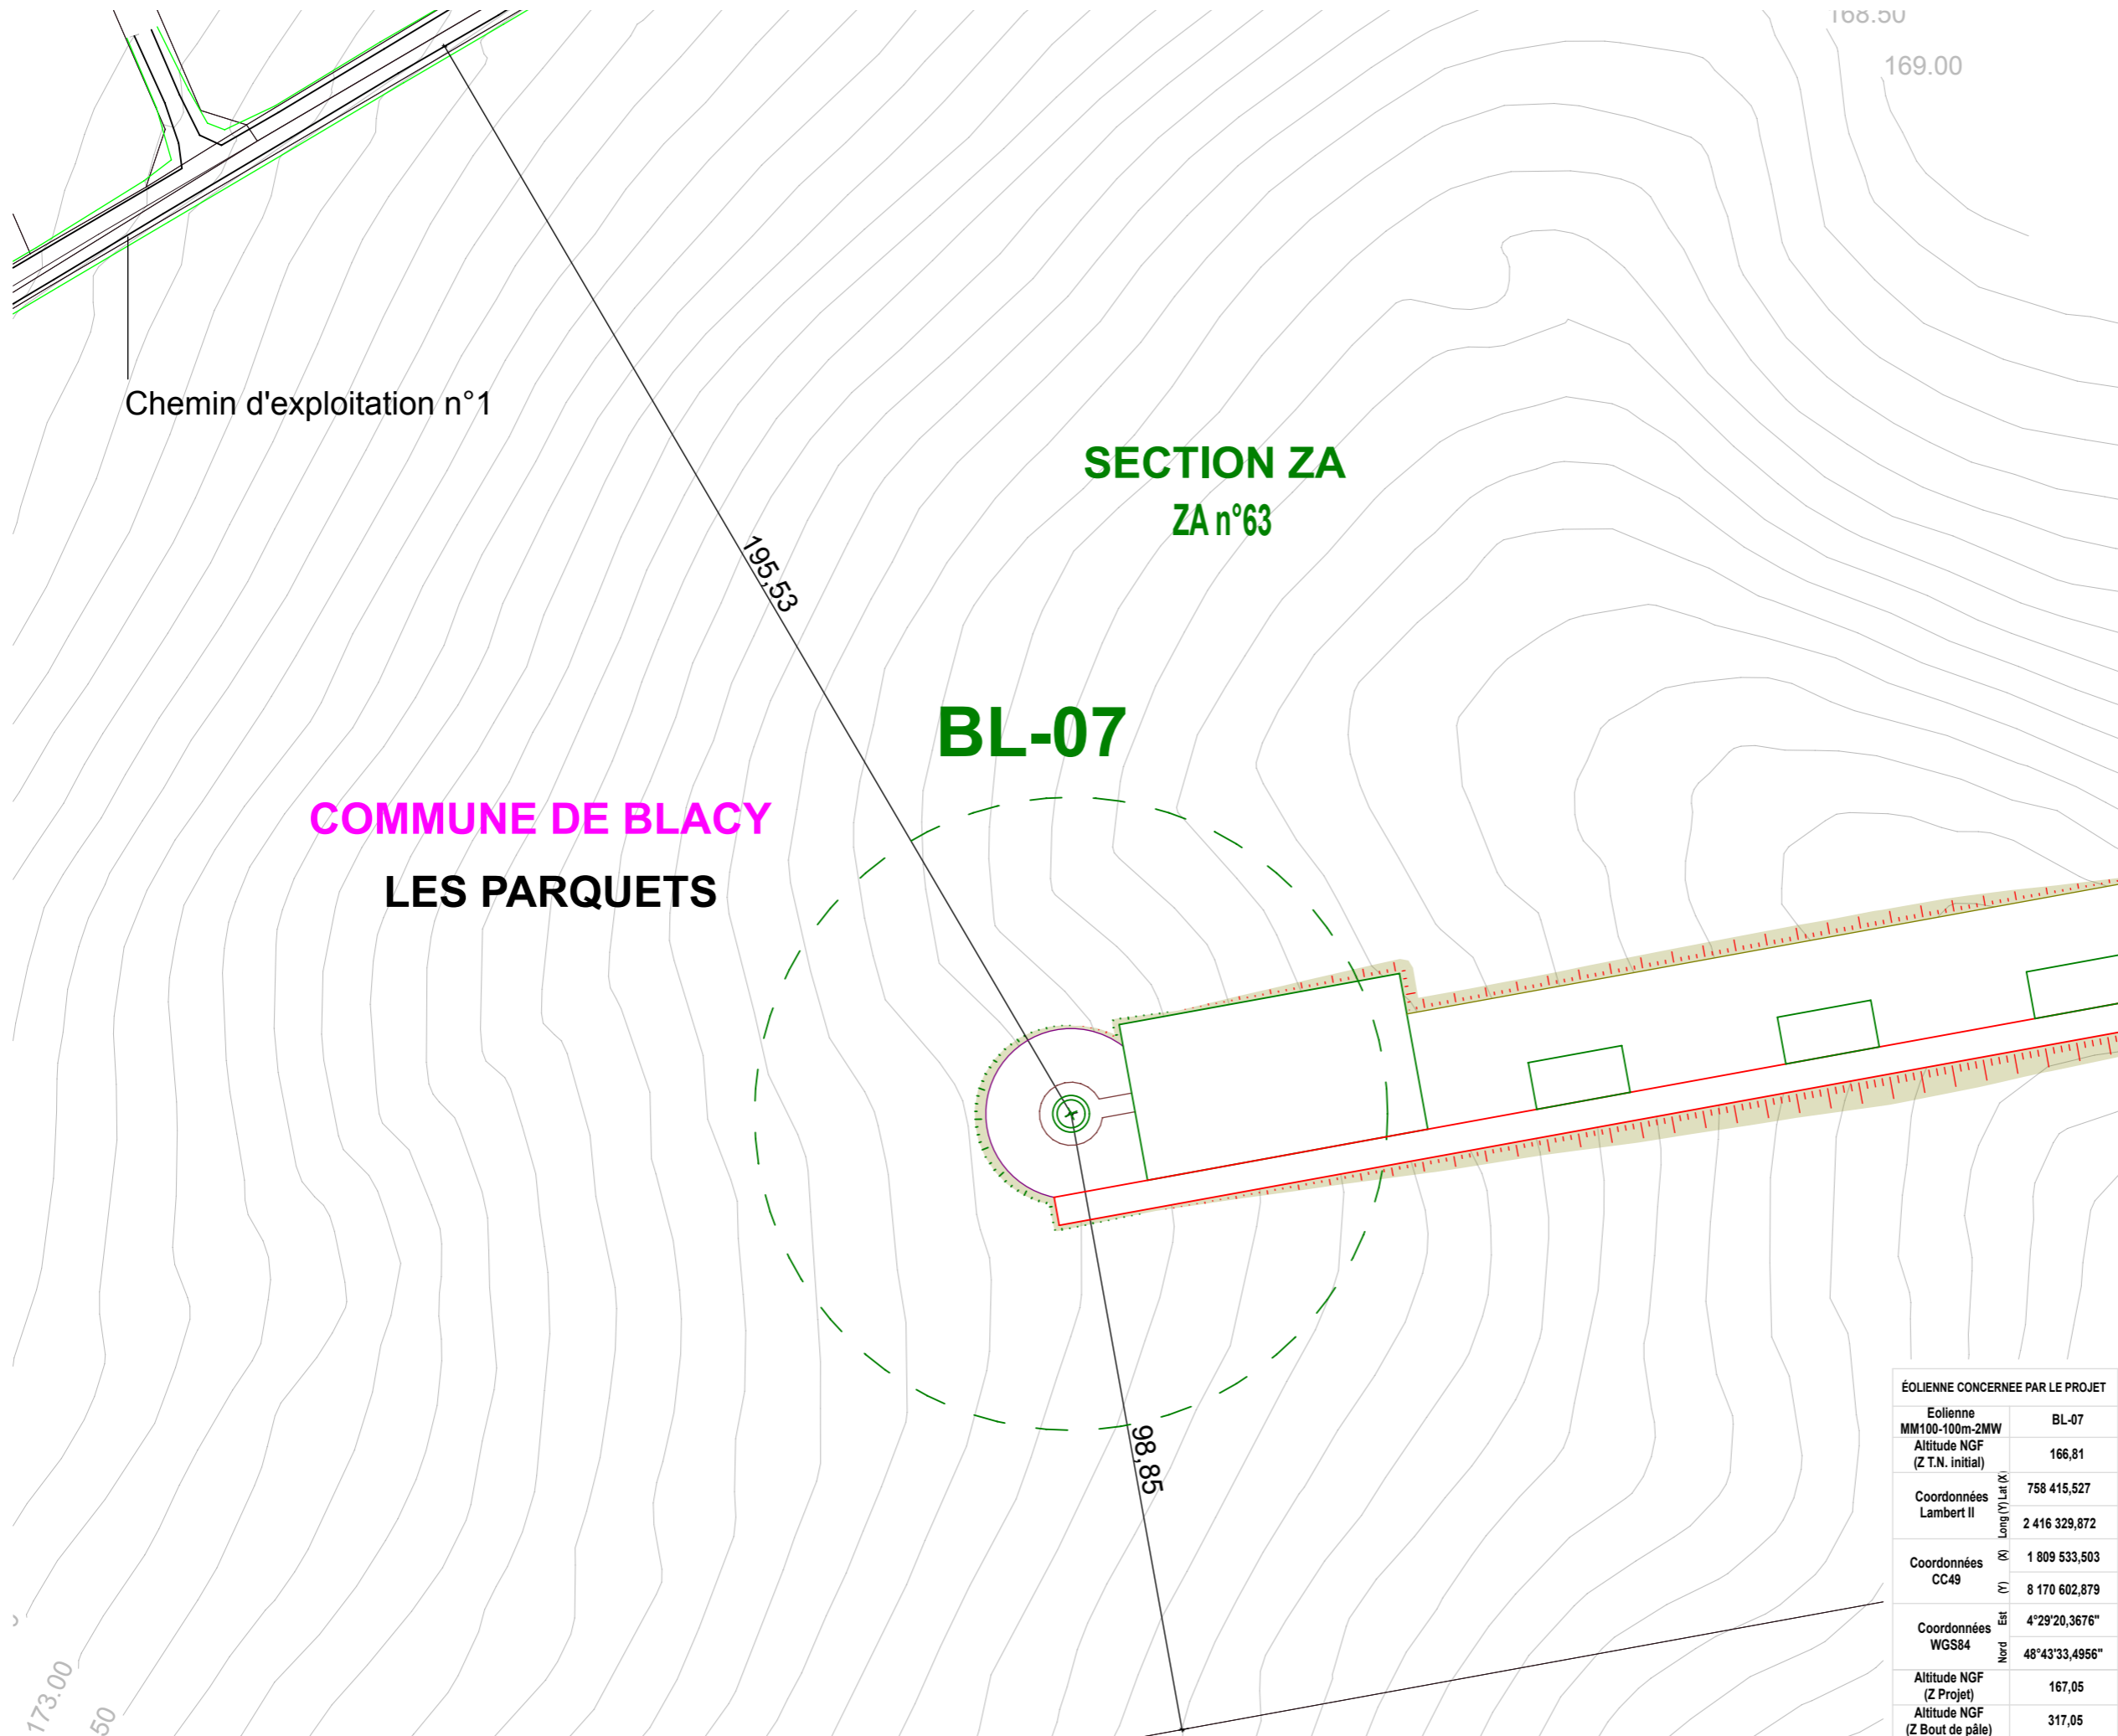 168.50
169.00
Chemin d'exploitation n°1
SECTION ZA
ZA n°63
195,53
BL-07
COMMUNE DE BLACY
LES PARQUETS
98,85
173.00
50
ÉOLIENNE CONCERNEE PAR LE PROJET
Eolienne
MM100-100m-2MW
BL-07
Altitude NGF
(Z T.N. initial)
166,81
Coordonnées
Lambert II
Lat (X)
758 415,527
Long (Y)
2 416 329,872
Coordonnées
CC49
(X)
1 809 533,503
(Y)
8 170 602,879
Coordonnées
WGS84
Est
4°29'20,3676"
Nord
48°43'33,4956"
Altitude NGF
(Z Projet)
167,05
Altitude NGF
(Z Bout de pâle)
317,05